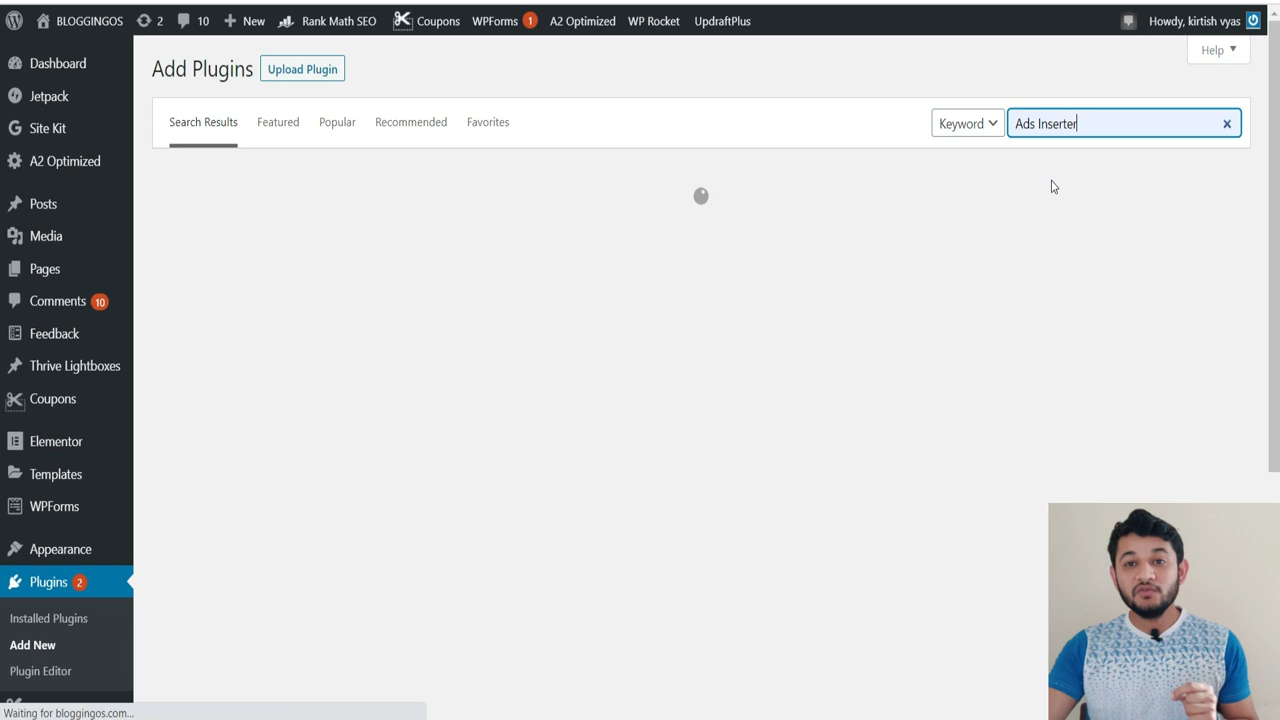 BLOGGINGOS 2 10 New Rank Math SEO Coupons WPForms 1 A2 Optimized WP Rocket UpdraftPlus Howdy, kirtish vyas
Help
Add Plugins Upload Plugin
Search Results Featured Popular Recommended Favorites Keyword Ads Inserter
Dashboard
Jetpack
Site Kit
A2 Optimized
Posts
Media
Pages
Comments 10
Feedback
Thrive Lightboxes
Coupons
Elementor
Templates
WPForms
Appearance
Plugins 2
Installed Plugins
Add New
Plugin Editor
Waiting for bloggingos.com...